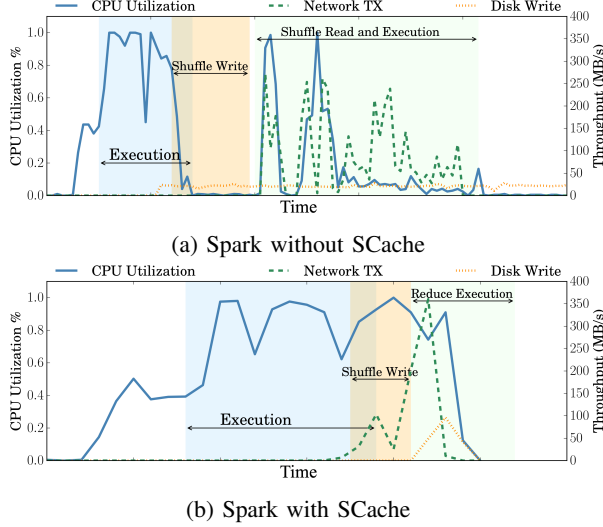 CPU Utilization Network TX Disk Write
1.0
0.8
0.6
0.4
0.2
0.0
CPU Utilization %
400
350
300
250
200
150
100
50
0
Throughput (MB/s)
Shuffle Read and Execution
Shuffle Write
Execution
Time
(a) Spark without SCache
CPU Utilization Network TX Disk Write
1.0
0.8
0.6
0.4
0.2
0.0
CPU Utilization %
400
350
300
250
200
150
100
50
0
Throughput (MB/s)
Reduce Execution
Shuffle Write
Execution
Time
(b) Spark with SCache